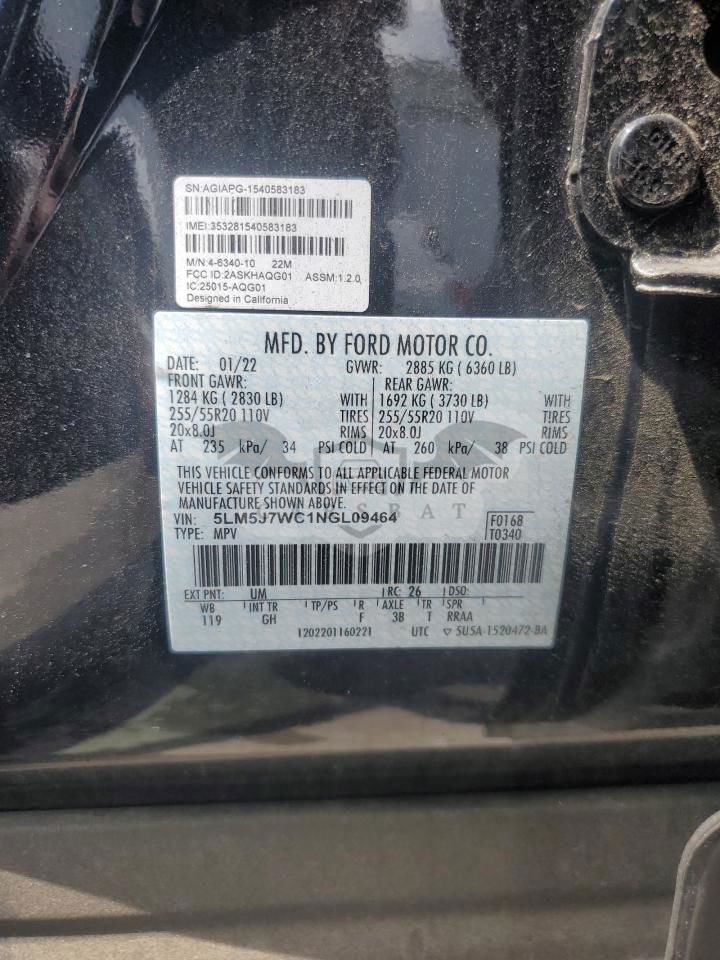 SN:AGIAPG-1540583183
IMEI:353281540583183
M/N:4-6340-10 22M
FCC ID:2ASKHAQG01 ASSM:1.2.0
IC:25015-AQG01
Designed in California
MFD. BY FORD MOTOR CO.
DATE: 01/22 GVWR: 2885 KG ( 6360 LB)
FRONT GAWR: REAR GAWR:
1284 KG ( 2830 LB) WITH 1692 KG ( 3730 LB) WITH
255/55R20 110V TIRES 255/55R20 110V TIRES
20x8.0J RIMS 20x8.0J RIMS
AT 235 kPa/ 34 PSI COLD AT 260 kPa/ 38 PSI COLD
THIS VEHICLE CONFORMS TO ALL APPLICABLE FEDERAL MOTOR
VEHICLE SAFETY STANDARDS IN EFFECT ON THE DATE OF
MANUFACTURE SHOWN ABOVE.
VIN: 5LM5J7WC1NGL09464 F0168
TYPE: MPV T0340
EXT PNT: UM RC: 26 DSO:
WB INT TR TP/PS R AXLE TR SPR
119 GH F 3B T RRAA
1202201160221 UTC ▽ 5U5A-1520472-BA